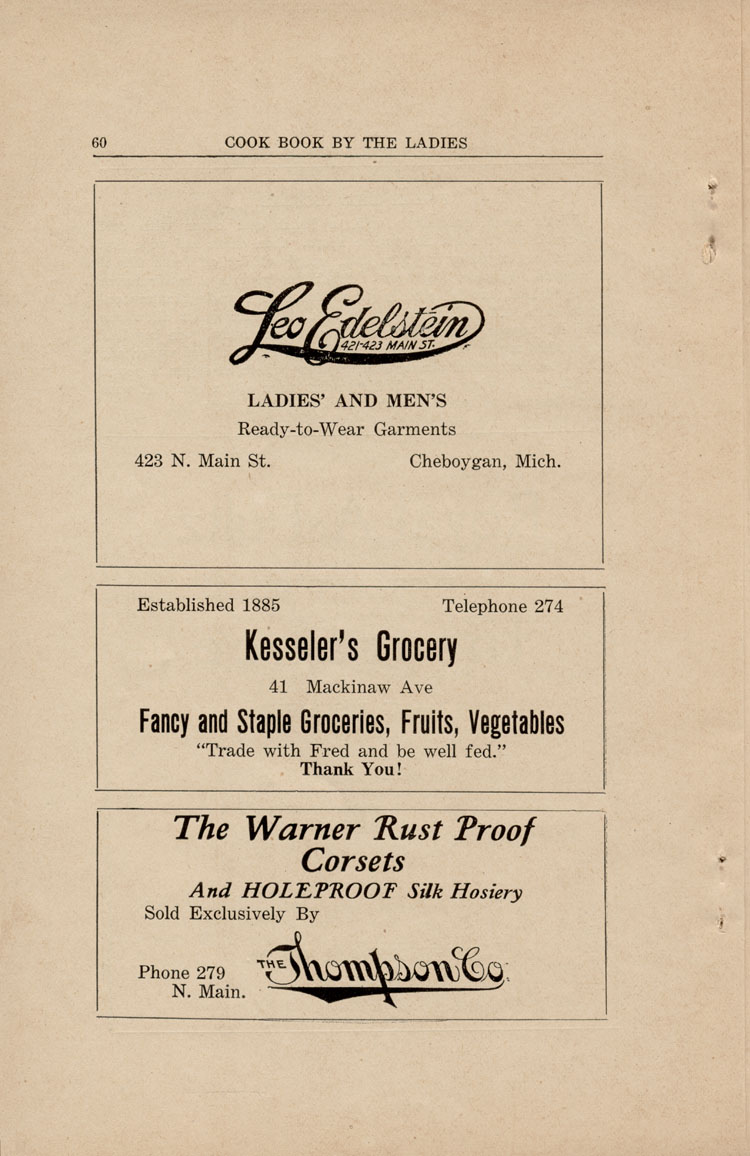 60 COOK BOOK BY THE LADIES
Leo Edelstein
421-423 MAIN ST.
LADIES' AND MEN'S
Ready-to-Wear Garments
423 N. Main St. Cheboygan, Mich.
Established 1885 Telephone 274
Kesseler's Grocery
41 Mackinaw Ave
Fancy and Staple Groceries, Fruits, Vegetables
"Trade with Fred and be well fed."
Thank You!
The Warner Rust Proof
Corsets
And HOLEPROOF Silk Hosiery
Sold Exclusively By
THE Thompson Co.
Phone 279
N. Main.